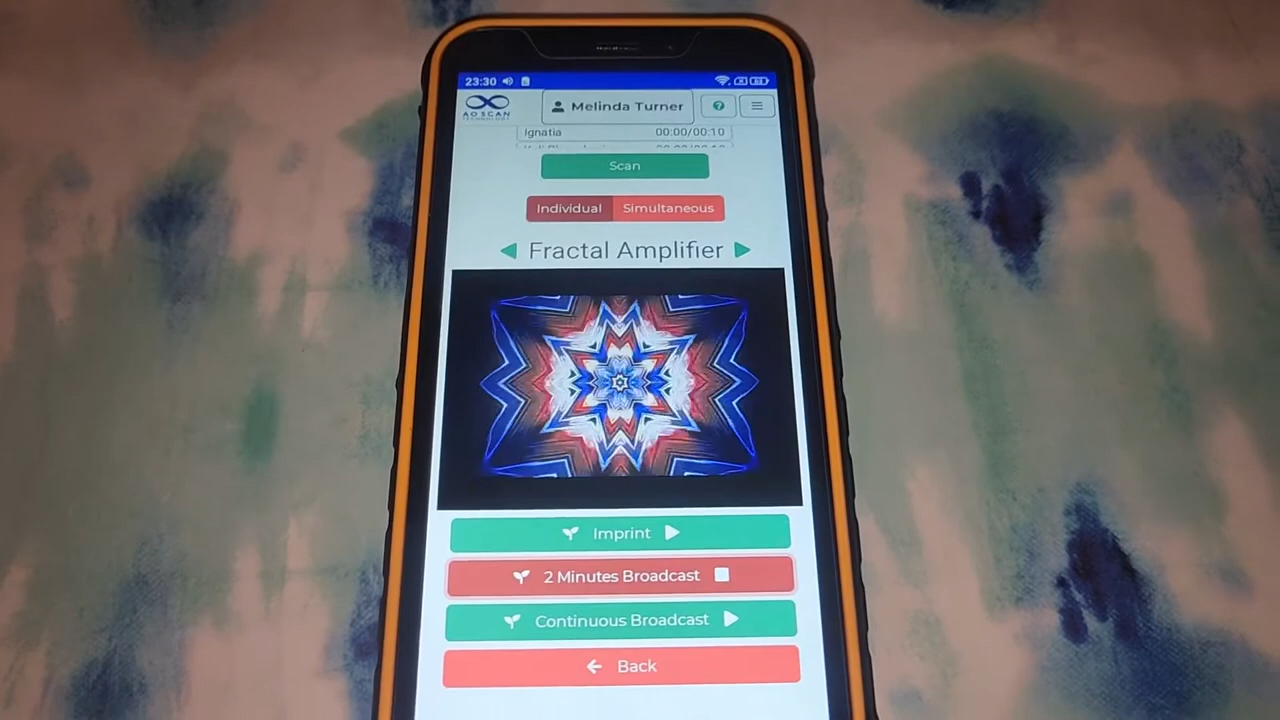 23:30
AO SCAN
TECHNOLOGY
Melinda Turner
Ignatia 00:00/00:10
Scan
Individual Simultaneous
Fractal Amplifier
Imprint
2 Minutes Broadcast
Continuous Broadcast
Back